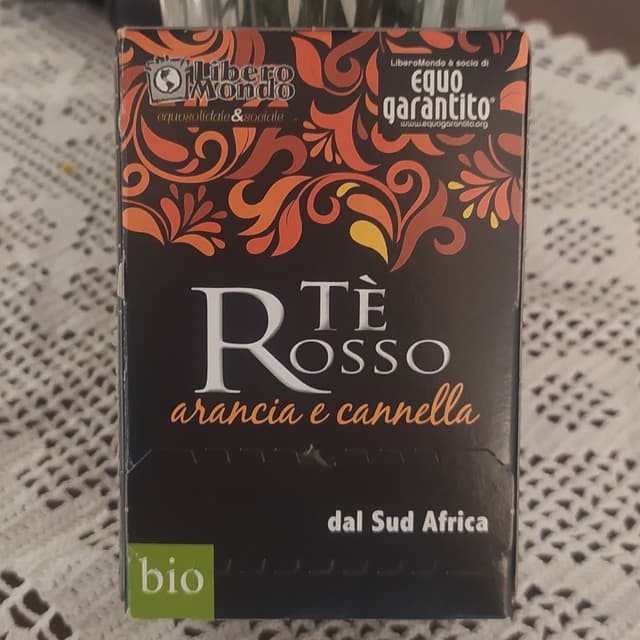 Libero
Mondo
equosolidale&sociale
LiberoMondo è socia di
equo
garantito®
www.equogarantito.org
TÈ
ROSSO
arancia e cannella
dal Sud Africa
bio